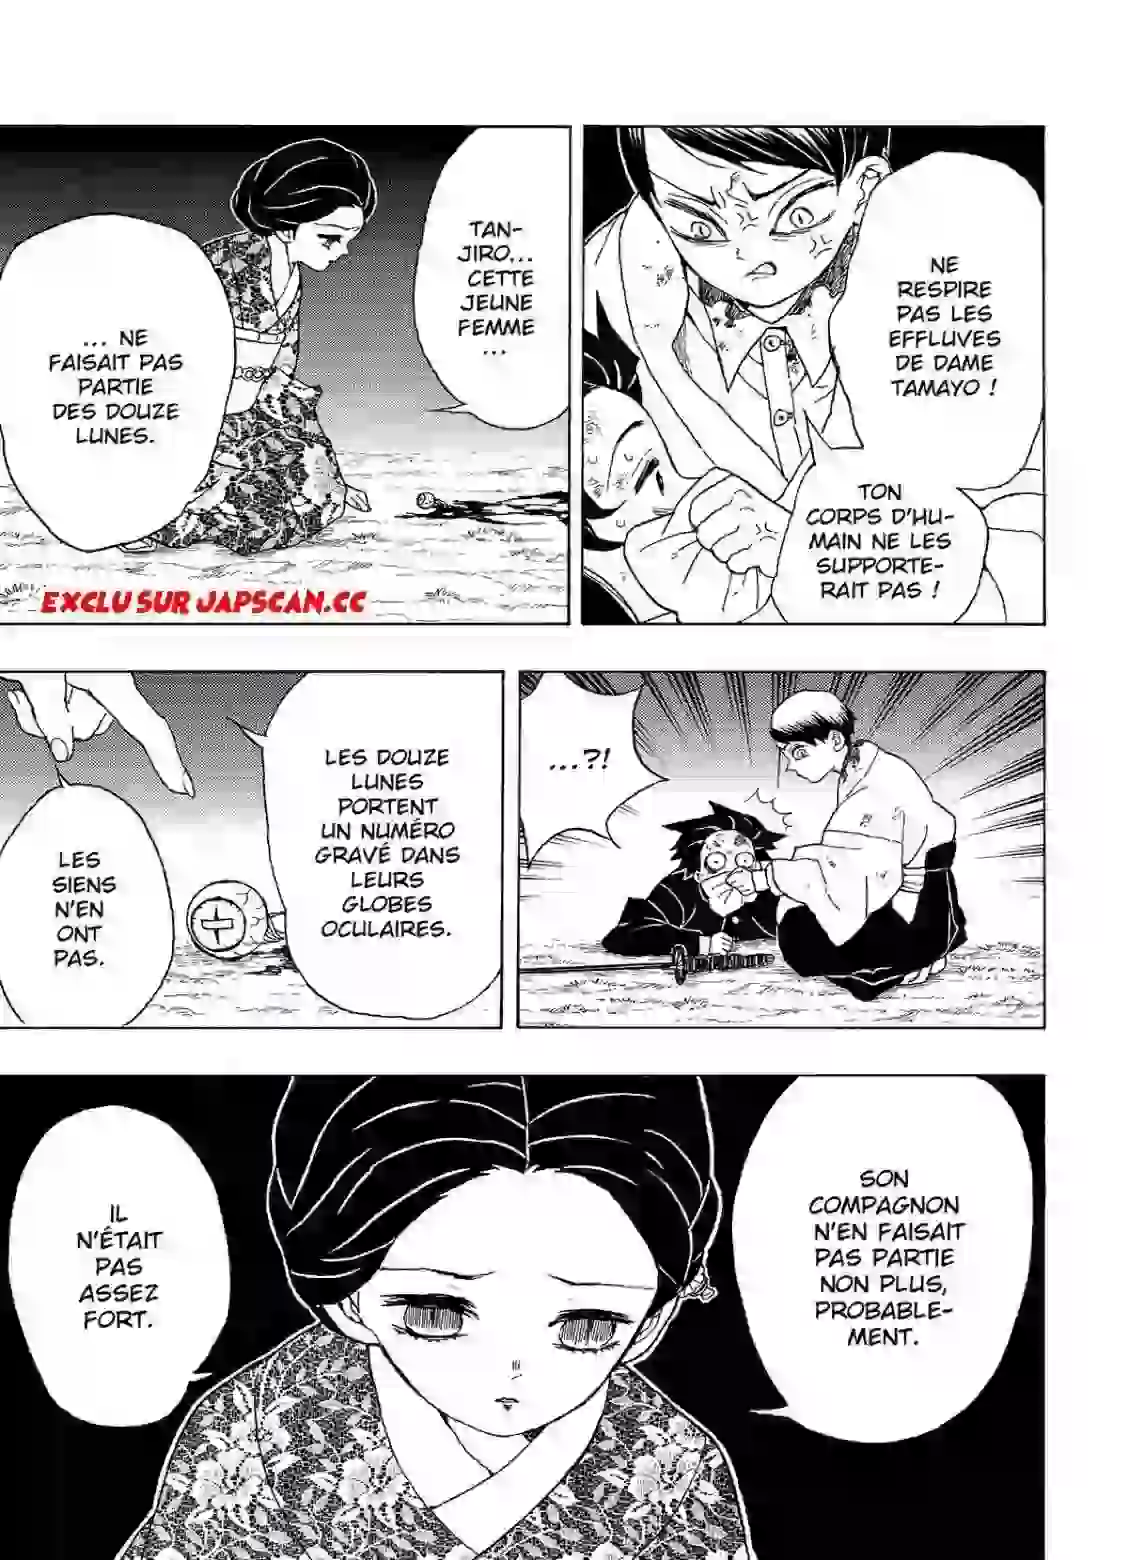 NE
RESPIRE
PAS LES
EFFLUVES
DE DAME
TAMAYO !
TON
CORPS D'HU-
MAIN NE LES
SUPPORTE-
RAIT PAS !
TAN-
JIRO...
CETTE
JEUNE
FEMME
...
... NE
FAISAIT PAS
PARTIE
DES DOUZE
LUNES.
EXCLU SUR JAPSCAN.CC
...?!
LES DOUZE
LUNES
PORTENT
UN NUMÉRO
GRAVÉ DANS
LEURS
GLOBES
OCULAIRES.
LES
SIENS
N'EN
ONT
PAS.
SON
COMPAGNON
N'EN FAISAIT
PAS PARTIE
NON PLUS,
PROBABLE-
MENT.
IL
N'ÉTAIT
PAS
ASSEZ
FORT.